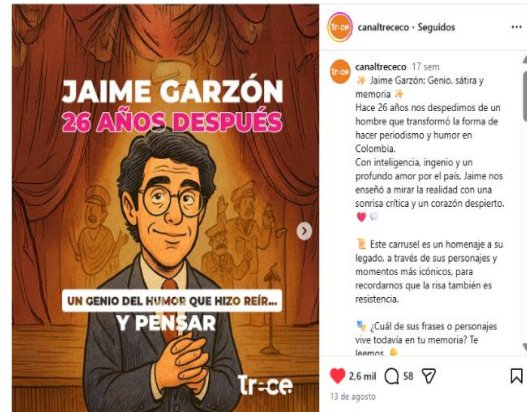 JAIME GARZÓN
26 AÑOS DESPUÉS
UN GENIO DEL HUMOR QUE HIZO REÍR...
Y PENSAR
tr=ce
tr=ce
canaltrececo • Seguidos
tr=ce
canaltrececo 17 sem
✨ Jaime Garzón: Genio, sátira y
memoria ✨
Hace 26 años nos despedimos de un
hombre que transformó la forma de
hacer periodismo y humor en
Colombia.
Con inteligencia, ingenio y un
profundo amor por el país, Jaime nos
enseñó a mirar la realidad con una
sonrisa crítica y un corazón despierto.
❤️💭
📜 Este carrusel es un homenaje a su
legado, a través de sus personajes y
momentos más icónicos, para
recordarnos que la risa también es
resistencia.
🎭 ¿Cuál de sus frases o personajes
vive todavía en tu memoria? Te
leemos 👇
2,6 mil 58
13 de agosto